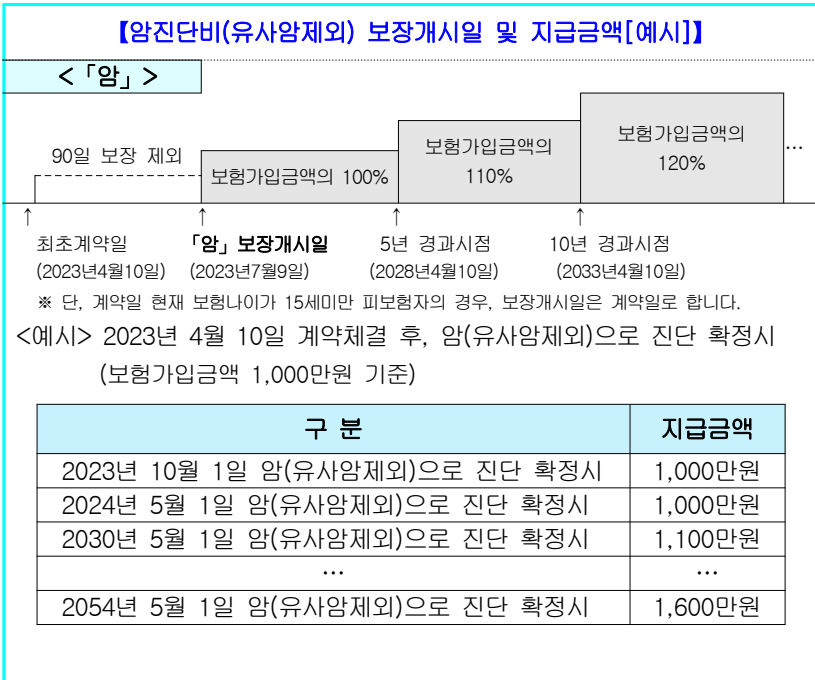 【암진단비(유사암제외) 보장개시일 및 지급금액[예시]】
<「암」>
90일 보장 제외
보험가입금액의 100%
보험가입금액의
110%
보험가입금액의
120%
…
↑ ↑ ↑ ↑
최초계약일 「암」보장개시일 5년 경과시점 10년 경과시점
(2023년4월10일) (2023년7월9일) (2028년4월10일) (2033년4월10일)
※ 단, 계약일 현재 보험나이가 15세미만 피보험자의 경우, 보장개시일은 계약일로 합니다.
<예시> 2023년 4월 10일 계약체결 후, 암(유사암제외)으로 진단 확정시
(보험가입금액 1,000만원 기준)
구 분 지급금액
2023년 10월 1일 암(유사암제외)으로 진단 확정시 1,000만원
2024년 5월 1일 암(유사암제외)으로 진단 확정시 1,000만원
2030년 5월 1일 암(유사암제외)으로 진단 확정시 1,100만원
… …
2054년 5월 1일 암(유사암제외)으로 진단 확정시 1,600만원